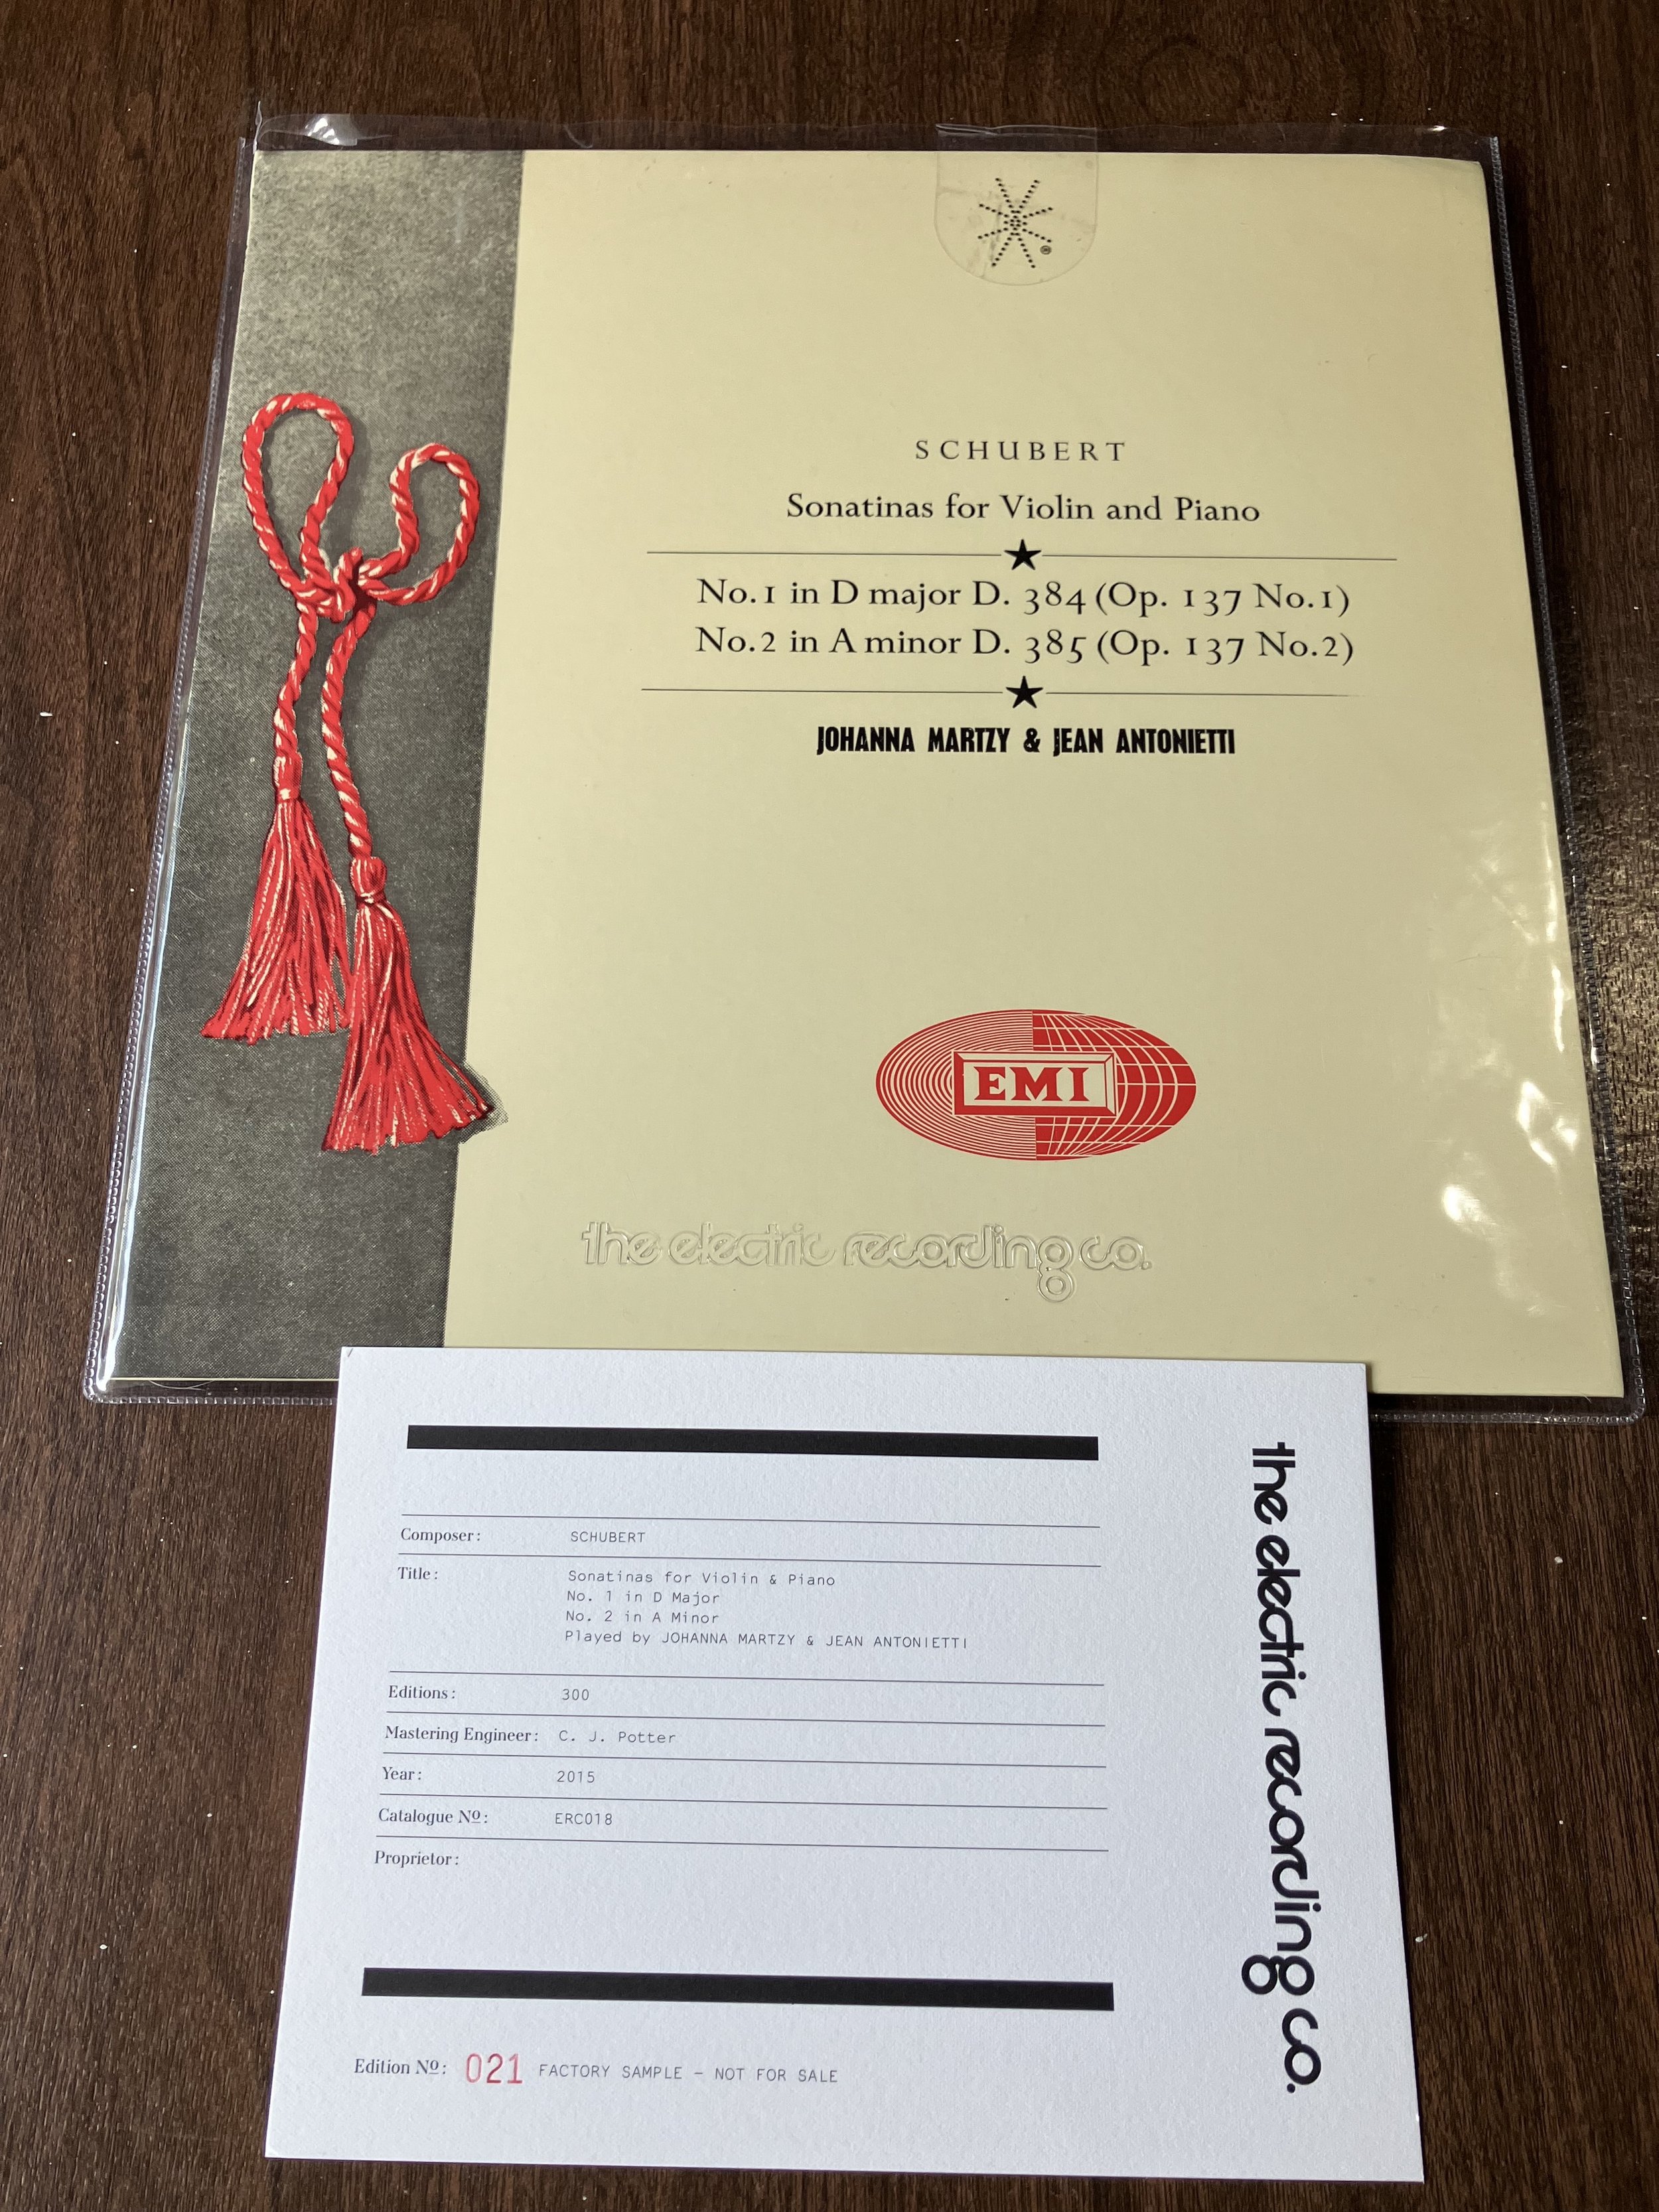 ®
SCHUBERT
Sonatinas for Violin and Piano
No.1 in D major D. 384 (Op. 137 No.1)
No.2 in A minor D. 385 (Op. 137 No.2)
JOHANNA MARTZY & JEAN ANTONIETTI
EMI
the electric recording co.
Composer: SCHUBERT
Title: Sonatinas for Violin & Piano
No. 1 in D Major
No. 2 in A Minor
Played by JOHANNA MARTZY & JEAN ANTONIETTI
Editions: 300
Mastering Engineer: C. J. Potter
Year: 2015
Catalogue Nº: ERC018
Proprietor:
Edition Nº: 021 FACTORY SAMPLE – NOT FOR SALE
the electric recording co.